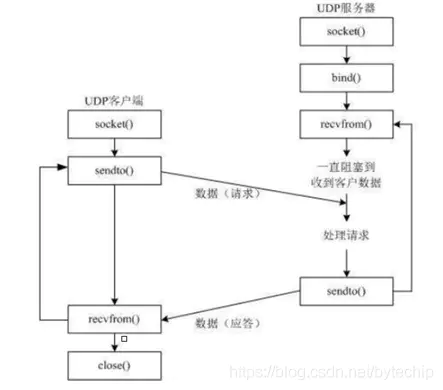 UDP服务器
socket()
bind()
recvfrom()
一直阻塞到
收到客户数据
处理请求
sendto()
UDP客户端
socket()
sendto()
数据（请求）
recvfrom()
数据（应答）
close()
https://blog.csdn.net/bytechip